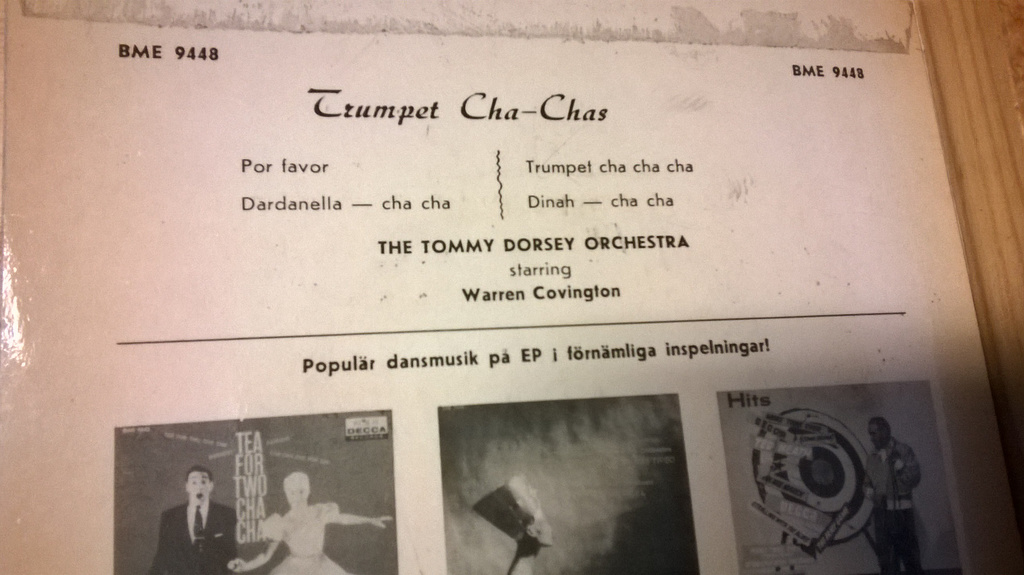 BME 9448
BME 9448
Trumpet Cha-Chas
Por favor
Dardanella — cha cha
Trumpet cha cha cha
Dinah — cha cha
THE TOMMY DORSEY ORCHESTRA
starring
Warren Covington
Populär dansmusik på EP i förnämliga inspelningar!
DECCA
TEA
FOR
TWO
CHA
CHA
Hits
DECCA